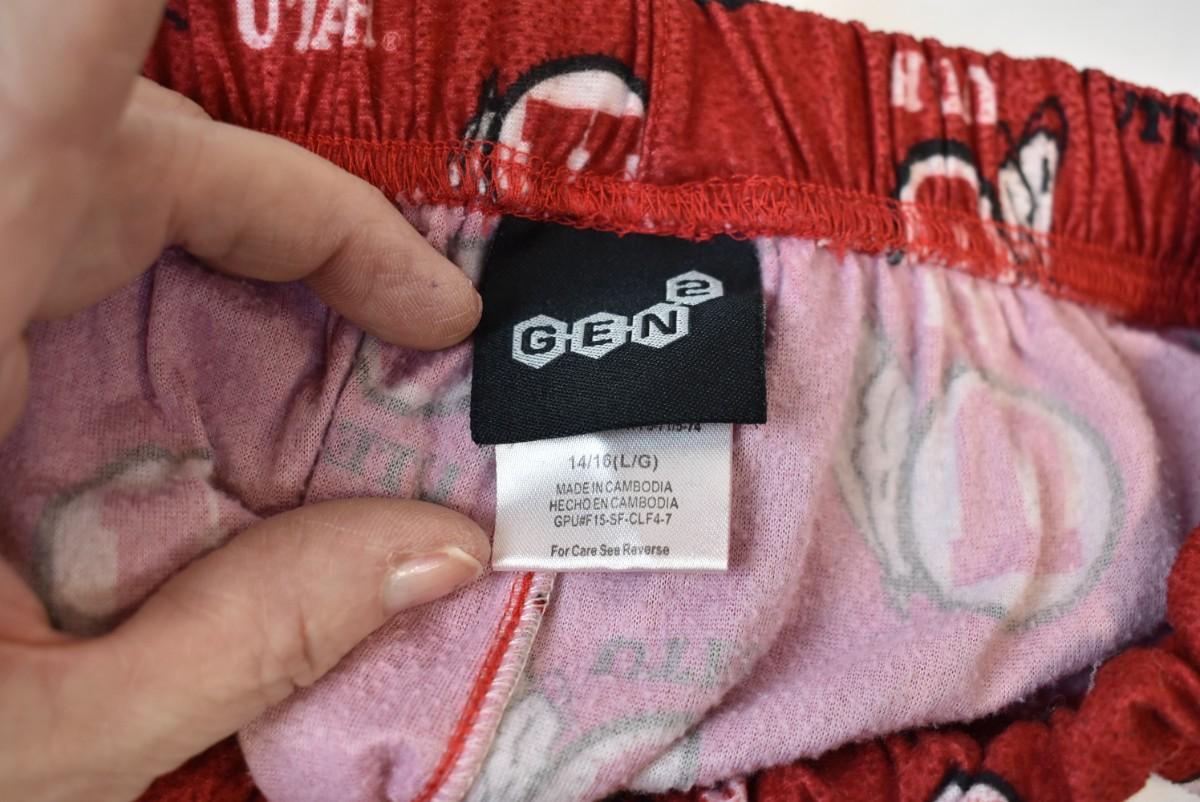 UTAH®
GEN2
14/16(L/G)
MADE IN CAMBODIA
HECHO EN CAMBODIA
GPU#F15-SF-CLF4-7
For Care See Reverse